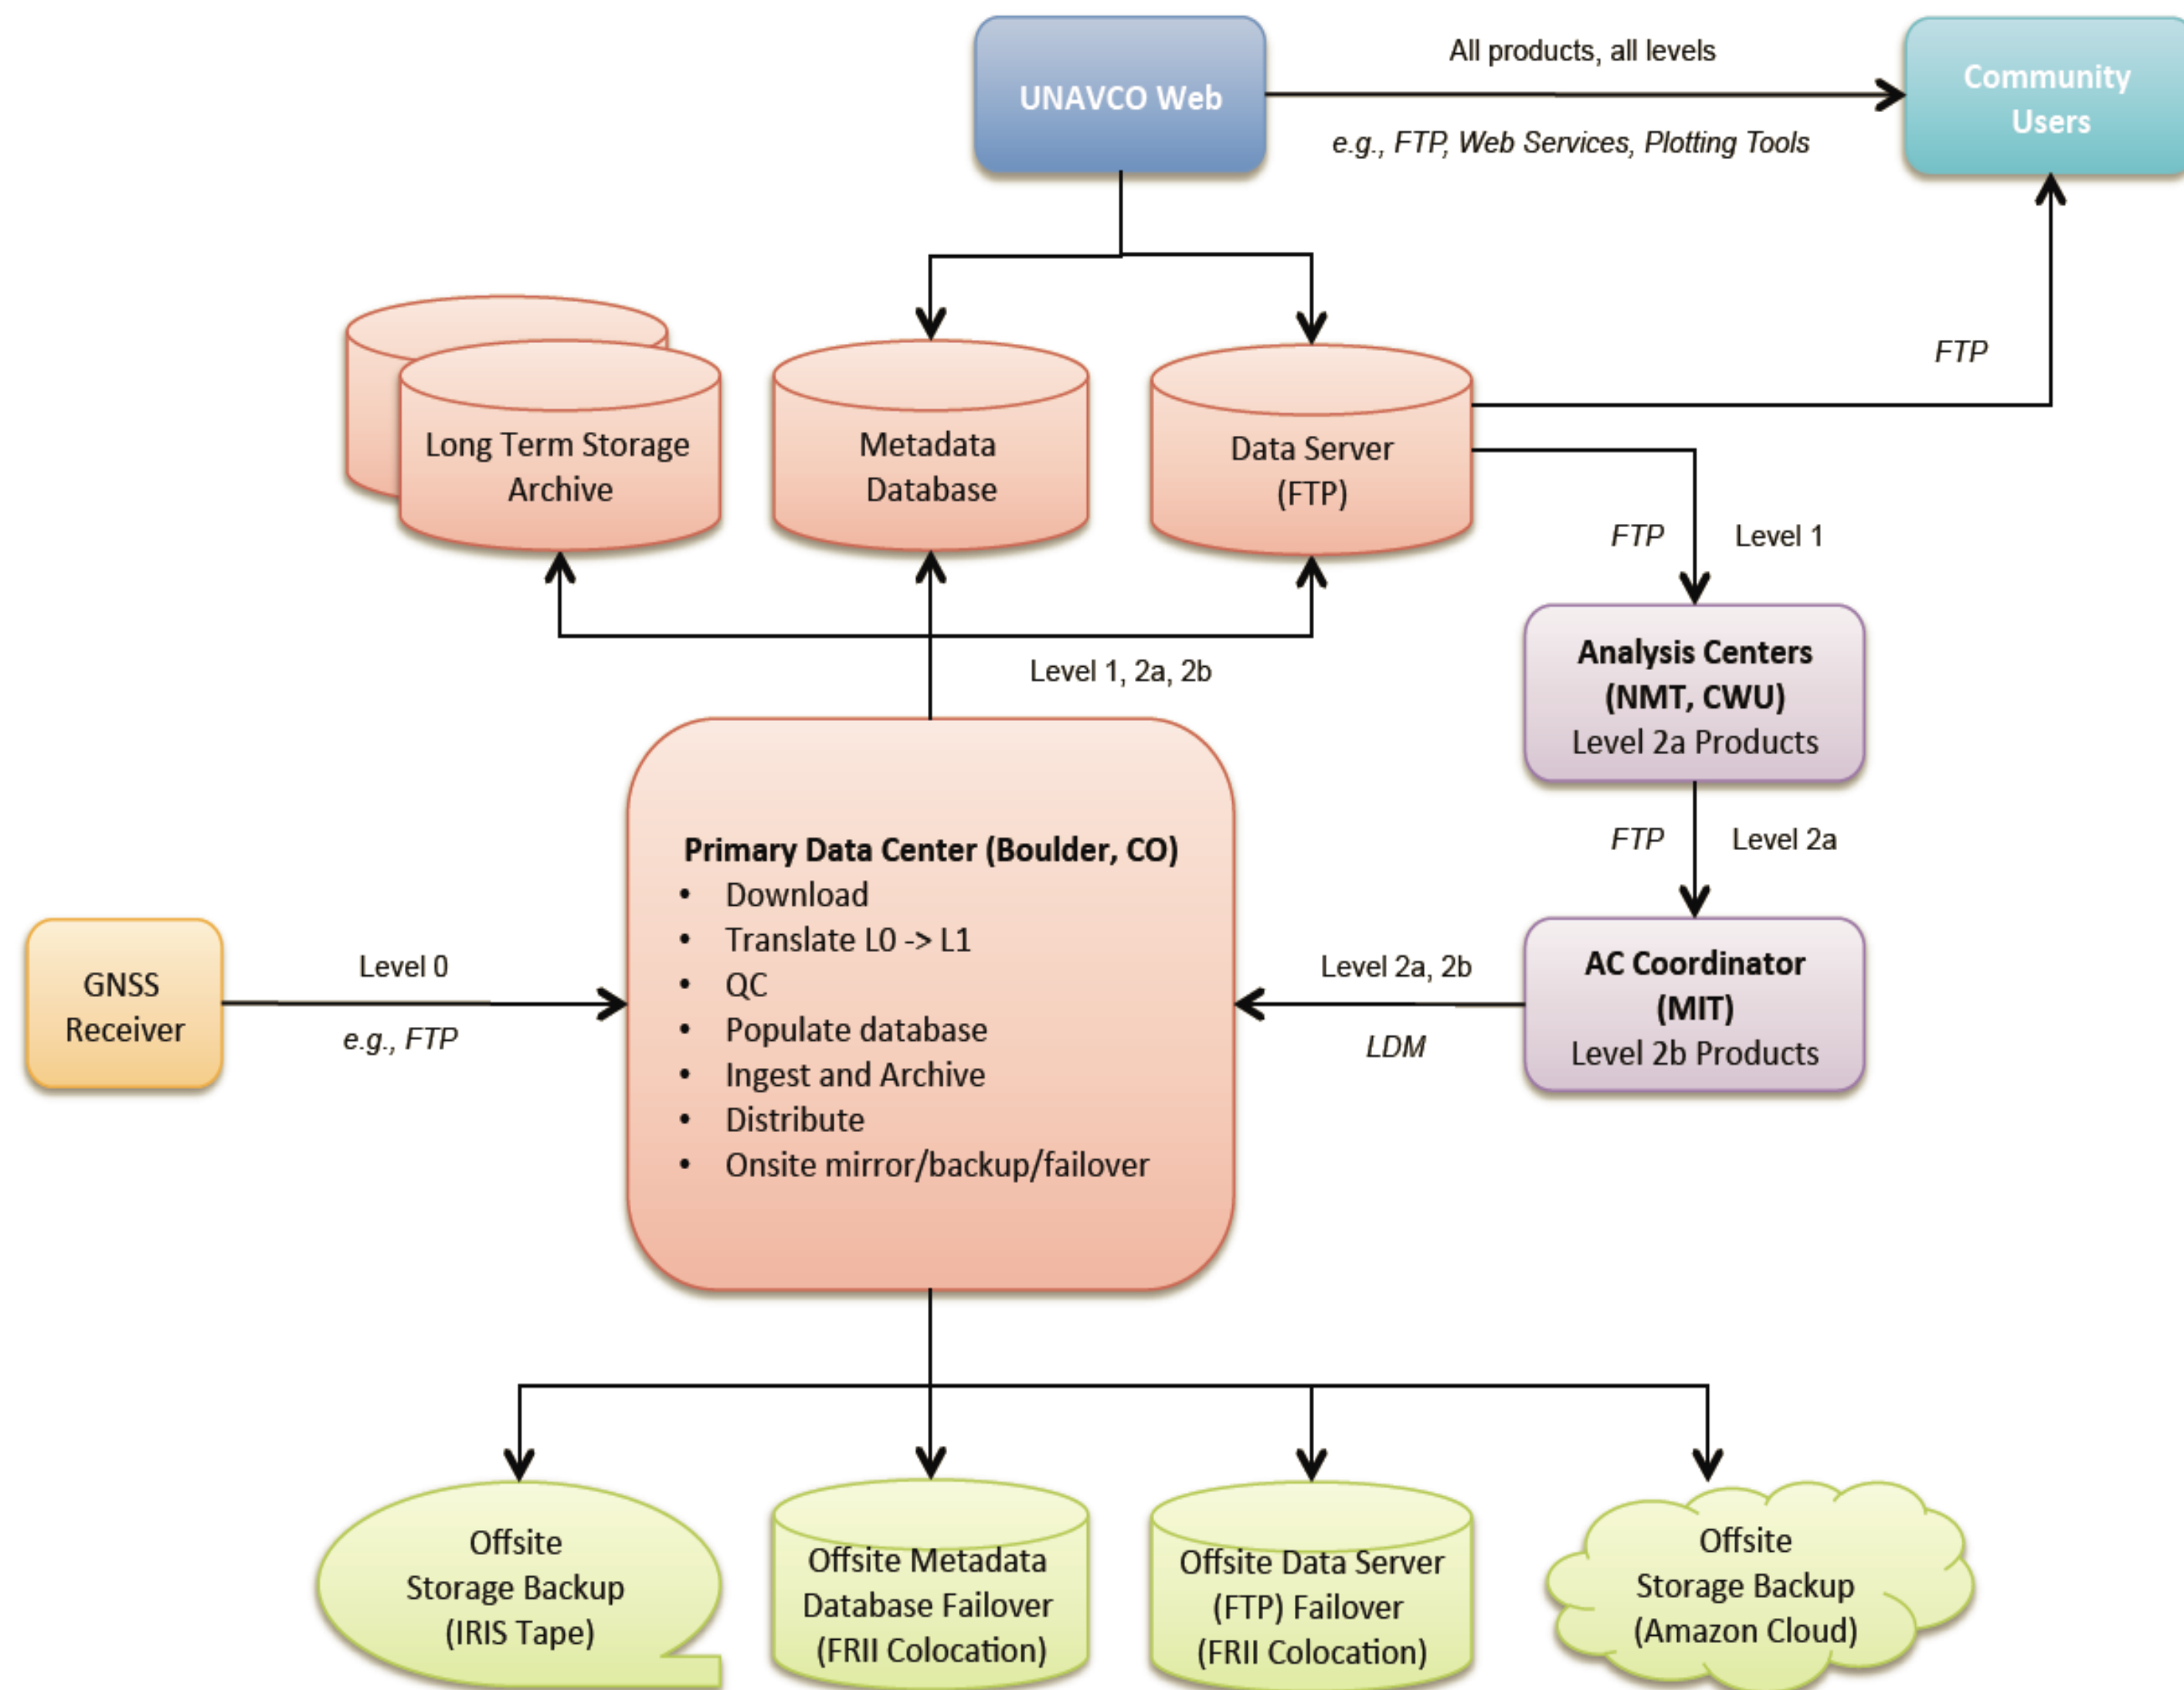 UNAVCO Web
All products, all levels
e.g., FTP, Web Services, Plotting Tools
Community
Users
Long Term Storage
Archive
Metadata
Database
Data Server
(FTP)
FTP
FTP
Level 1
Level 1, 2a, 2b
Analysis Centers
(NMT, CWU)
Level 2a Products
FTP
Level 2a
Primary Data Center (Boulder, CO)
• Download
• Translate L0 -> L1
• QC
• Populate database
• Ingest and Archive
• Distribute
• Onsite mirror/backup/failover
GNSS
Receiver
Level 0
e.g., FTP
Level 2a, 2b
LDM
AC Coordinator
(MIT)
Level 2b Products
Offsite
Storage Backup
(IRIS Tape)
Offsite Metadata
Database Failover
(FRII Colocation)
Offsite Data Server
(FTP) Failover
(FRII Colocation)
Offsite
Storage Backup
(Amazon Cloud)